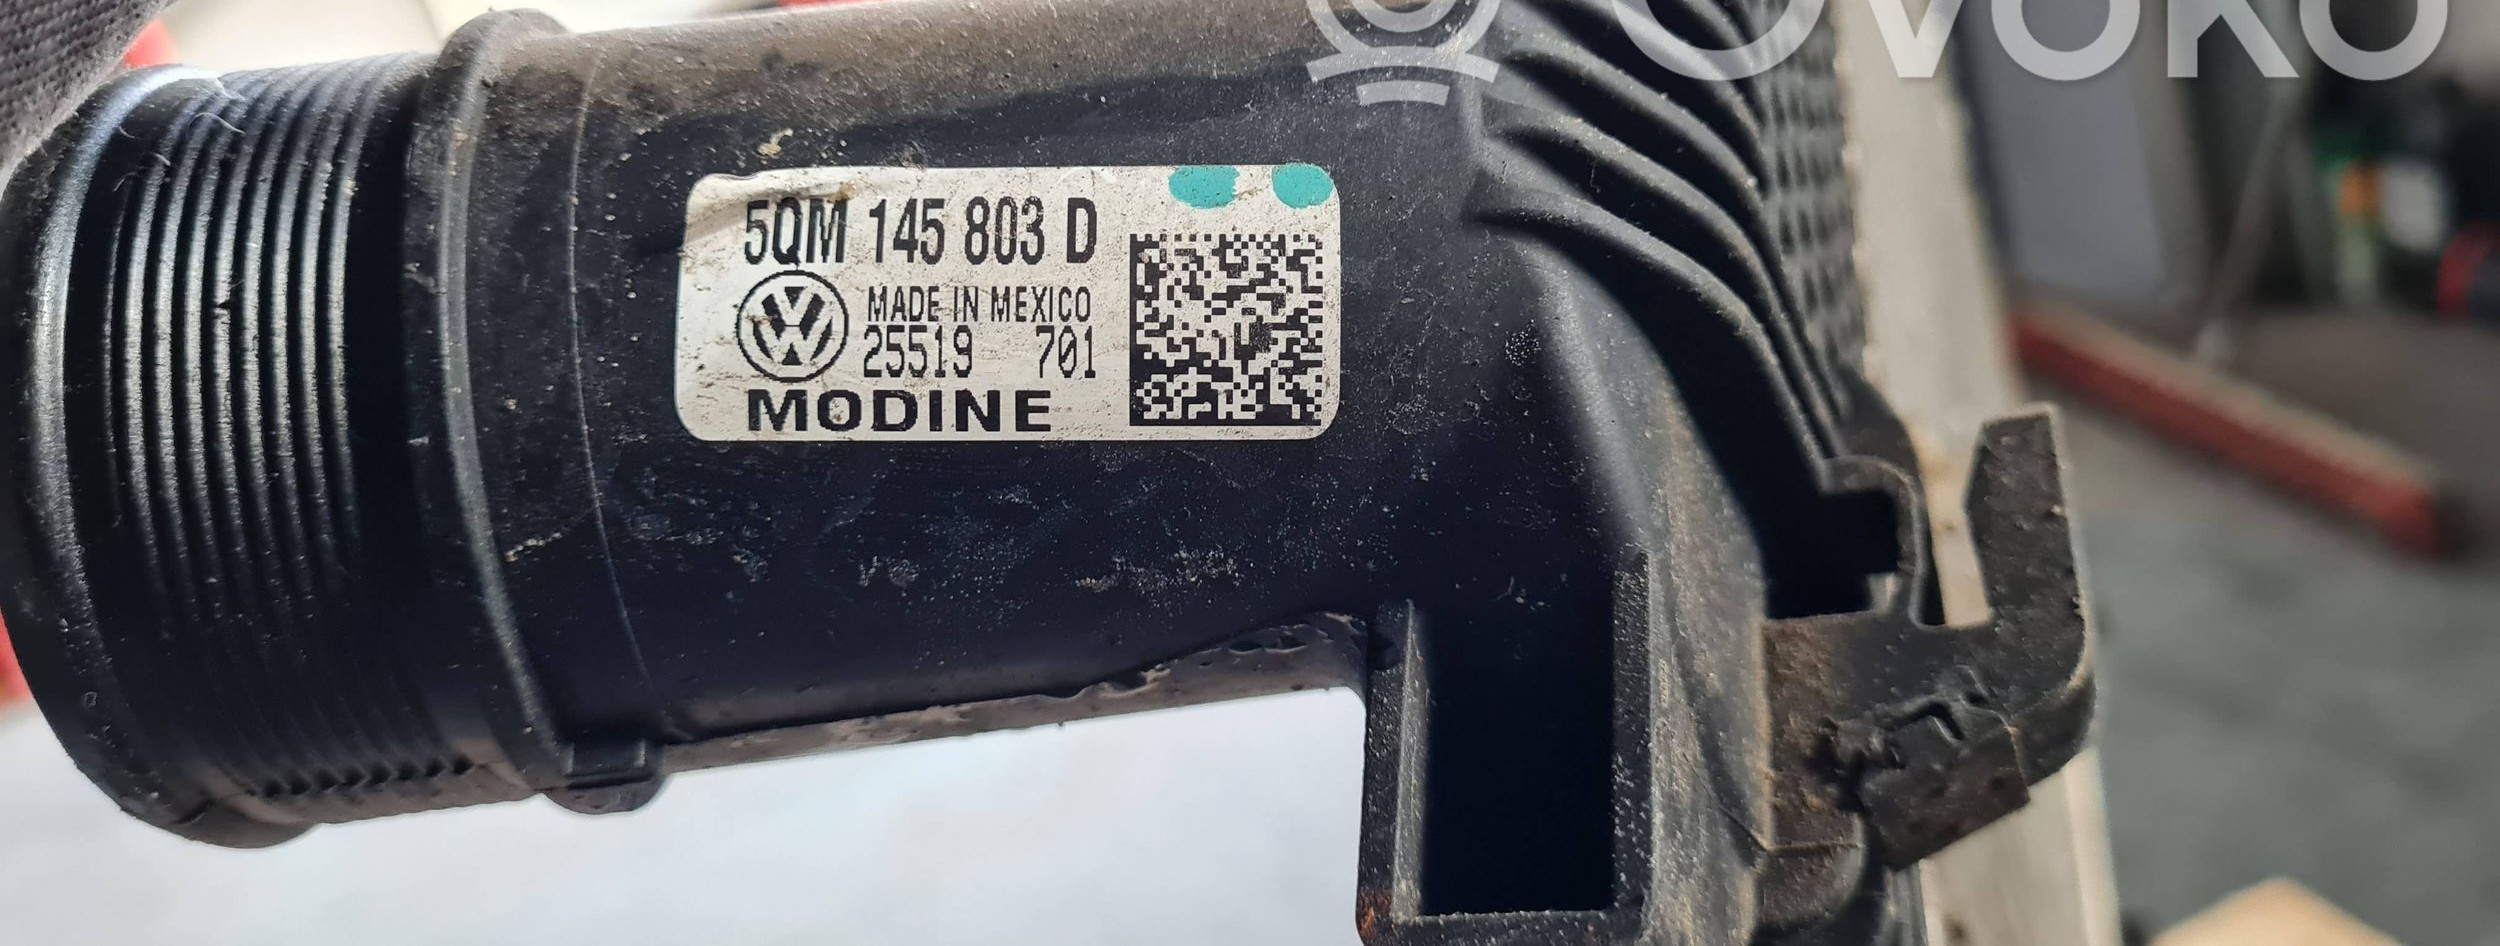 OVOKO
5QM 145 803 D
MADE IN MEXICO
25519 701
MODINE